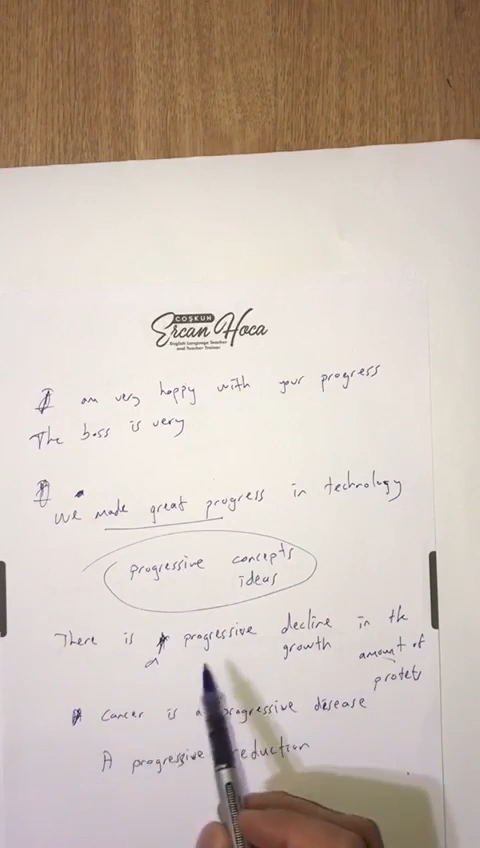 COŞKUN
Ercan Hoca
English Language Teacher
and Teacher Trainer
I am very happy with your progress
The boss is very
We made great progress in technology
progressive concepts
ideas
There is a progressive decline in the
growth amount of
protets
Cancer is a progressive disease
A progressive reduction